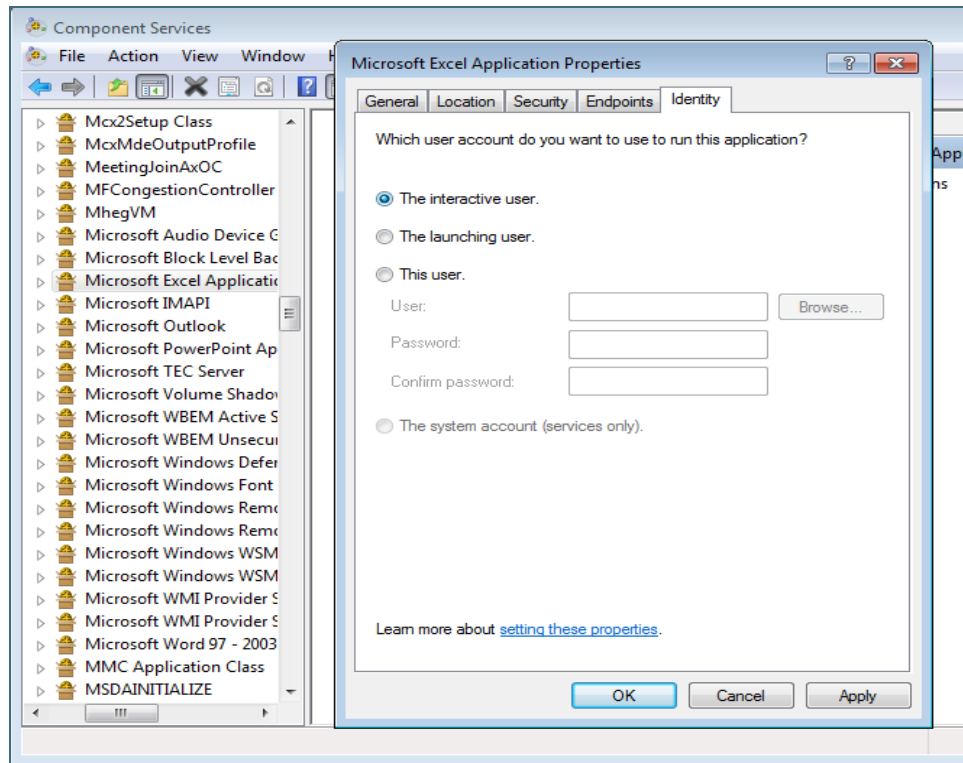 Component Services
File Action View Window H
Microsoft Excel Application Properties
General Location Security Endpoints Identity
Which user account do you want to use to run this application?
The interactive user.
The launching user.
This user.
User:
Browse...
Password:
Confirm password:
The system account (services only).
Learn more about setting these properties.
OK Cancel Apply
Mcx2Setup Class
McxMdeOutputProfile
MeetingJoinAxOC
MFCongestionController
MhegVM
Microsoft Audio Device G
Microsoft Block Level Bac
Microsoft Excel Applicatic
Microsoft IMAPI
Microsoft Outlook
Microsoft PowerPoint Ap
Microsoft TEC Server
Microsoft Volume Shadov
Microsoft WBEM Active S
Microsoft WBEM Unsecur
Microsoft Windows Defer
Microsoft Windows Font
Microsoft Windows Remo
Microsoft Windows Remo
Microsoft Windows WSM
Microsoft Windows WSM
Microsoft WMI Provider S
Microsoft WMI Provider S
Microsoft Word 97 - 2003
MMC Application Class
MSDAINITIALIZE
App
ns